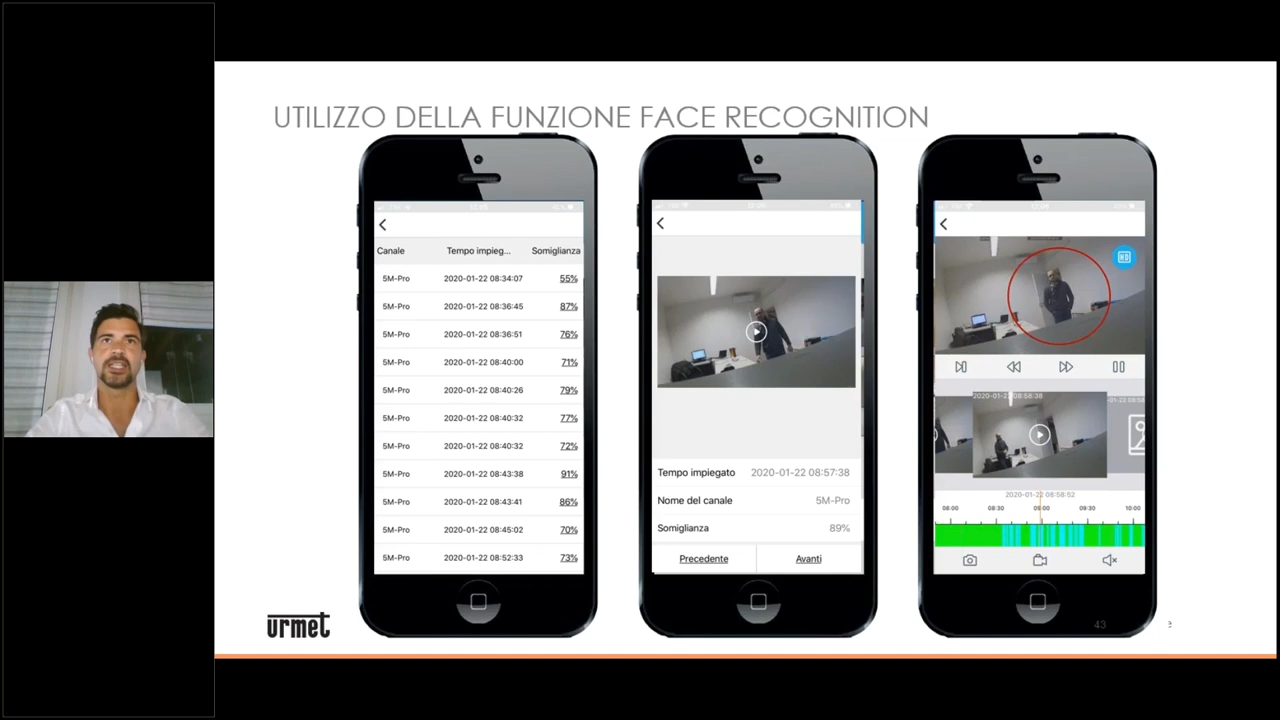 UTILIZZO DELLA FUNZIONE FACE RECOGNITION
Canale Tempo impieg... Somiglianza
5M-Pro 2020-01-22 08:34:07 55%
5M-Pro 2020-01-22 08:36:45 87%
5M-Pro 2020-01-22 08:36:51 76%
5M-Pro 2020-01-22 08:40:00 71%
5M-Pro 2020-01-22 08:40:26 79%
5M-Pro 2020-01-22 08:40:32 77%
5M-Pro 2020-01-22 08:40:32 72%
5M-Pro 2020-01-22 08:43:38 91%
5M-Pro 2020-01-22 08:43:41 86%
5M-Pro 2020-01-22 08:45:02 70%
5M-Pro 2020-01-22 08:52:33 73%
Tempo impiegato 2020-01-22 08:57:38
Nome del canale 5M-Pro
Somiglianza 89%
Precedente Avanti
HD
2020-01-22 08:58:38
2020-01-22 08:58:52
08:00 08:30 09:00 09:30 10:00
urmet
43
e